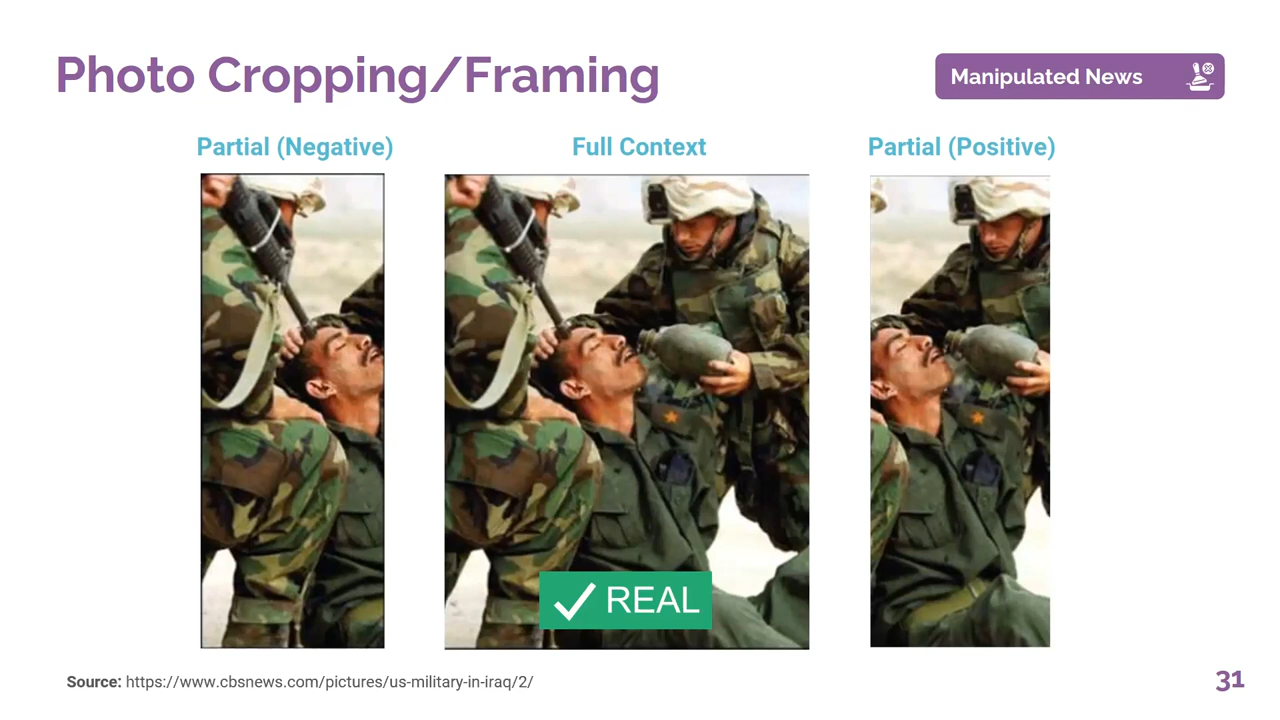 Photo Cropping/Framing
Manipulated News
Partial (Negative)
Full Context
Partial (Positive)
REAL
Source: https://www.cbsnews.com/pictures/us-military-in-iraq/2/
31